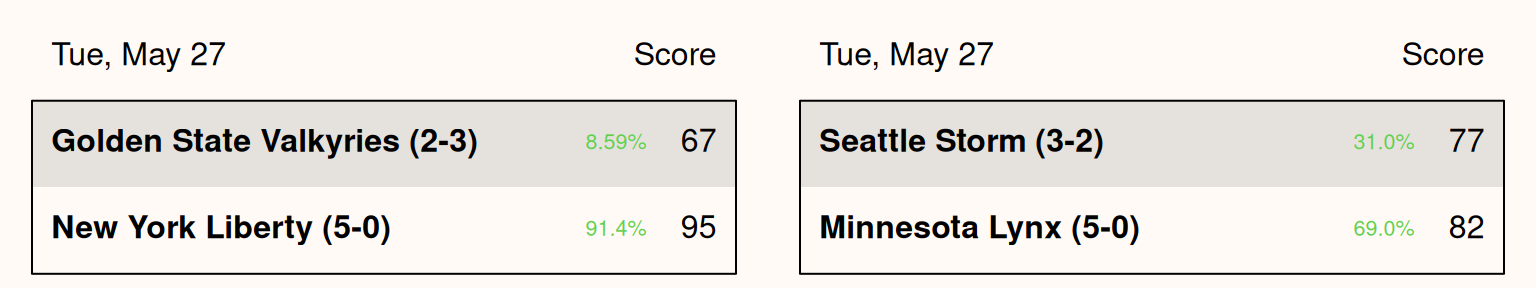 Tue, May 27 Score
Golden State Valkyries (2-3) 8.59% 67
New York Liberty (5-0) 91.4% 95
Tue, May 27 Score
Seattle Storm (3-2) 31.0% 77
Minnesota Lynx (5-0) 69.0% 82